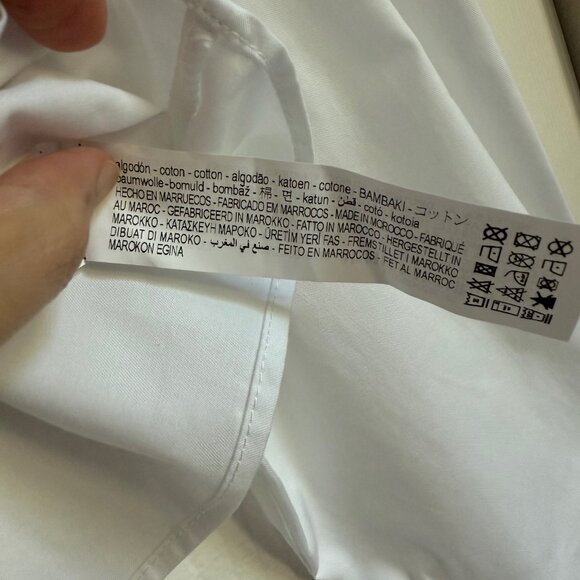 algodón - coton - cotton - algodão - katoen - cotone - BAMBAKI - コットン
baumwolle - bomuld - bombaž - 棉 - 면 - katun - قطن - cotó - kotoia
HECHO EN MARRUECOS - FABRICADO EM MARROCOS - MADE IN MOROCCO - FABRIQUÉ
AU MAROC - GEFABRICEERD IN MAROKKO - FATTO IN MAROCCO - HERGESTELLT IN
MAROKKO - ΚΑΤΑΣΚΕΥΗ ΜΑΡΟΚΟ - ÜRETİM YERİ FAS - FREMSTILLET I MAROKKO
DIBUAT DI MAROKO - صنع في المغرب - FEITO EN MARROCOS - FET AL MARROC
MAROKON EGINA